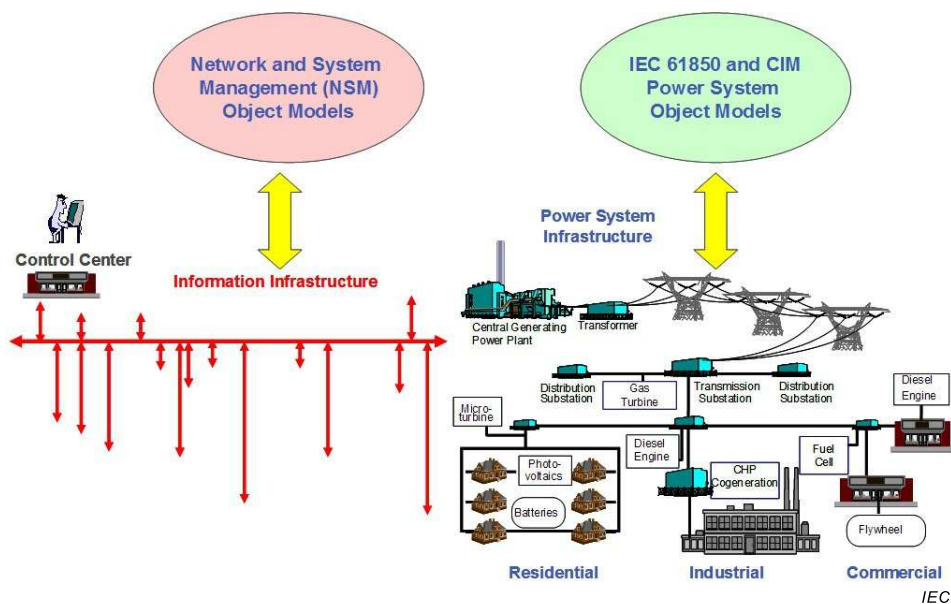 Network and System
Management (NSM)
Object Models
IEC 61850 and CIM
Power System
Object Models
Power System
Infrastructure
Control Center
Information Infrastructure
Central Generating
Power Plant
Transformer
Distribution
Substation
Gas
Turbine
Transmission
Substation
Distribution
Substation
Diesel
Engine
Micro-
turbine
Diesel
Engine
Fuel
Cell
Photo-
voltaics
CHP
Cogeneration
Batteries
Flywheel
Residential
Industrial
Commercial
IEC